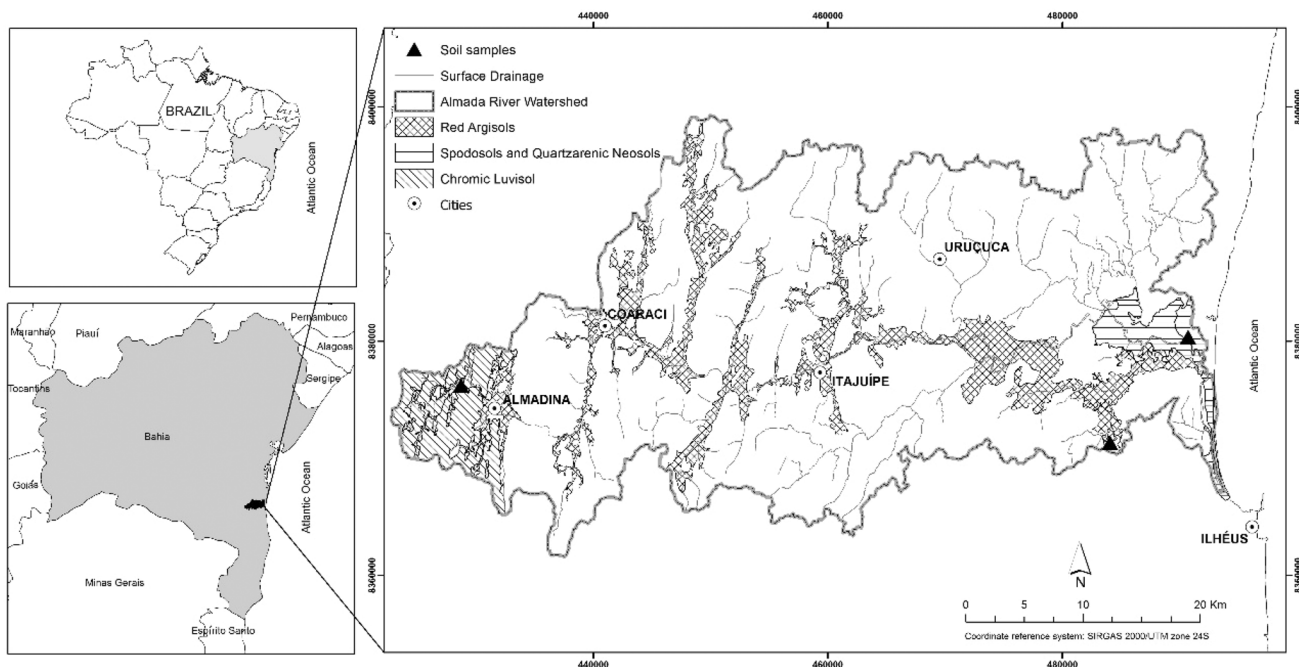 BRAZIL
Atlantic Ocean
Maranhão
Piauí
Pernambuco
Alagoas
Sergipe
Tocantins
Bahia
Goiás
Atlantic Ocean
Minas Gerais
Espírito Santo
440000
460000
480000
Soil samples
Surface Drainage
Almada River Watershed
Red Argisols
Spodosols and Quartzarenic Neosols
Chromic Luvisol
Cities
8400000
8400000
URUÇUCA
COARACI
8380000
8380000
ITAJUÍPE
ALMADINA
Atlantic Ocean
ILHÉUS
8360000
8360000
N
0 5 10 20 Km
Coordinate reference system: SIRGAS 2000/UTM zone 24S
440000
460000
480000